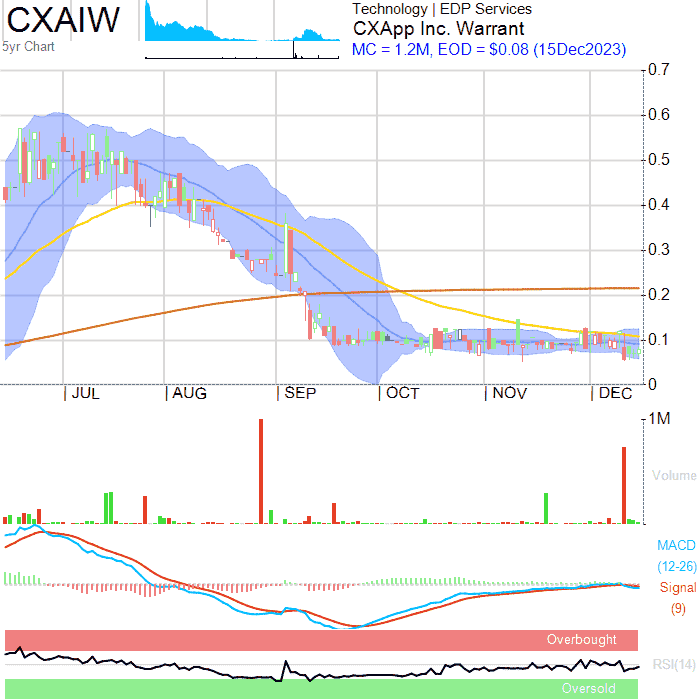 CXAIW
5yr Chart
Technology | EDP Services
CXApp Inc. Warrant
MC = 1.2M, EOD = $0.08 (15Dec2023)
0.7
0.6
0.5
0.4
0.3
0.2
0.1
0
JUL
AUG
SEP
OCT
NOV
DEC
1M
Volume
MACD
(12-26)
Signal
(9)
Overbought
RSI(14)
Oversold